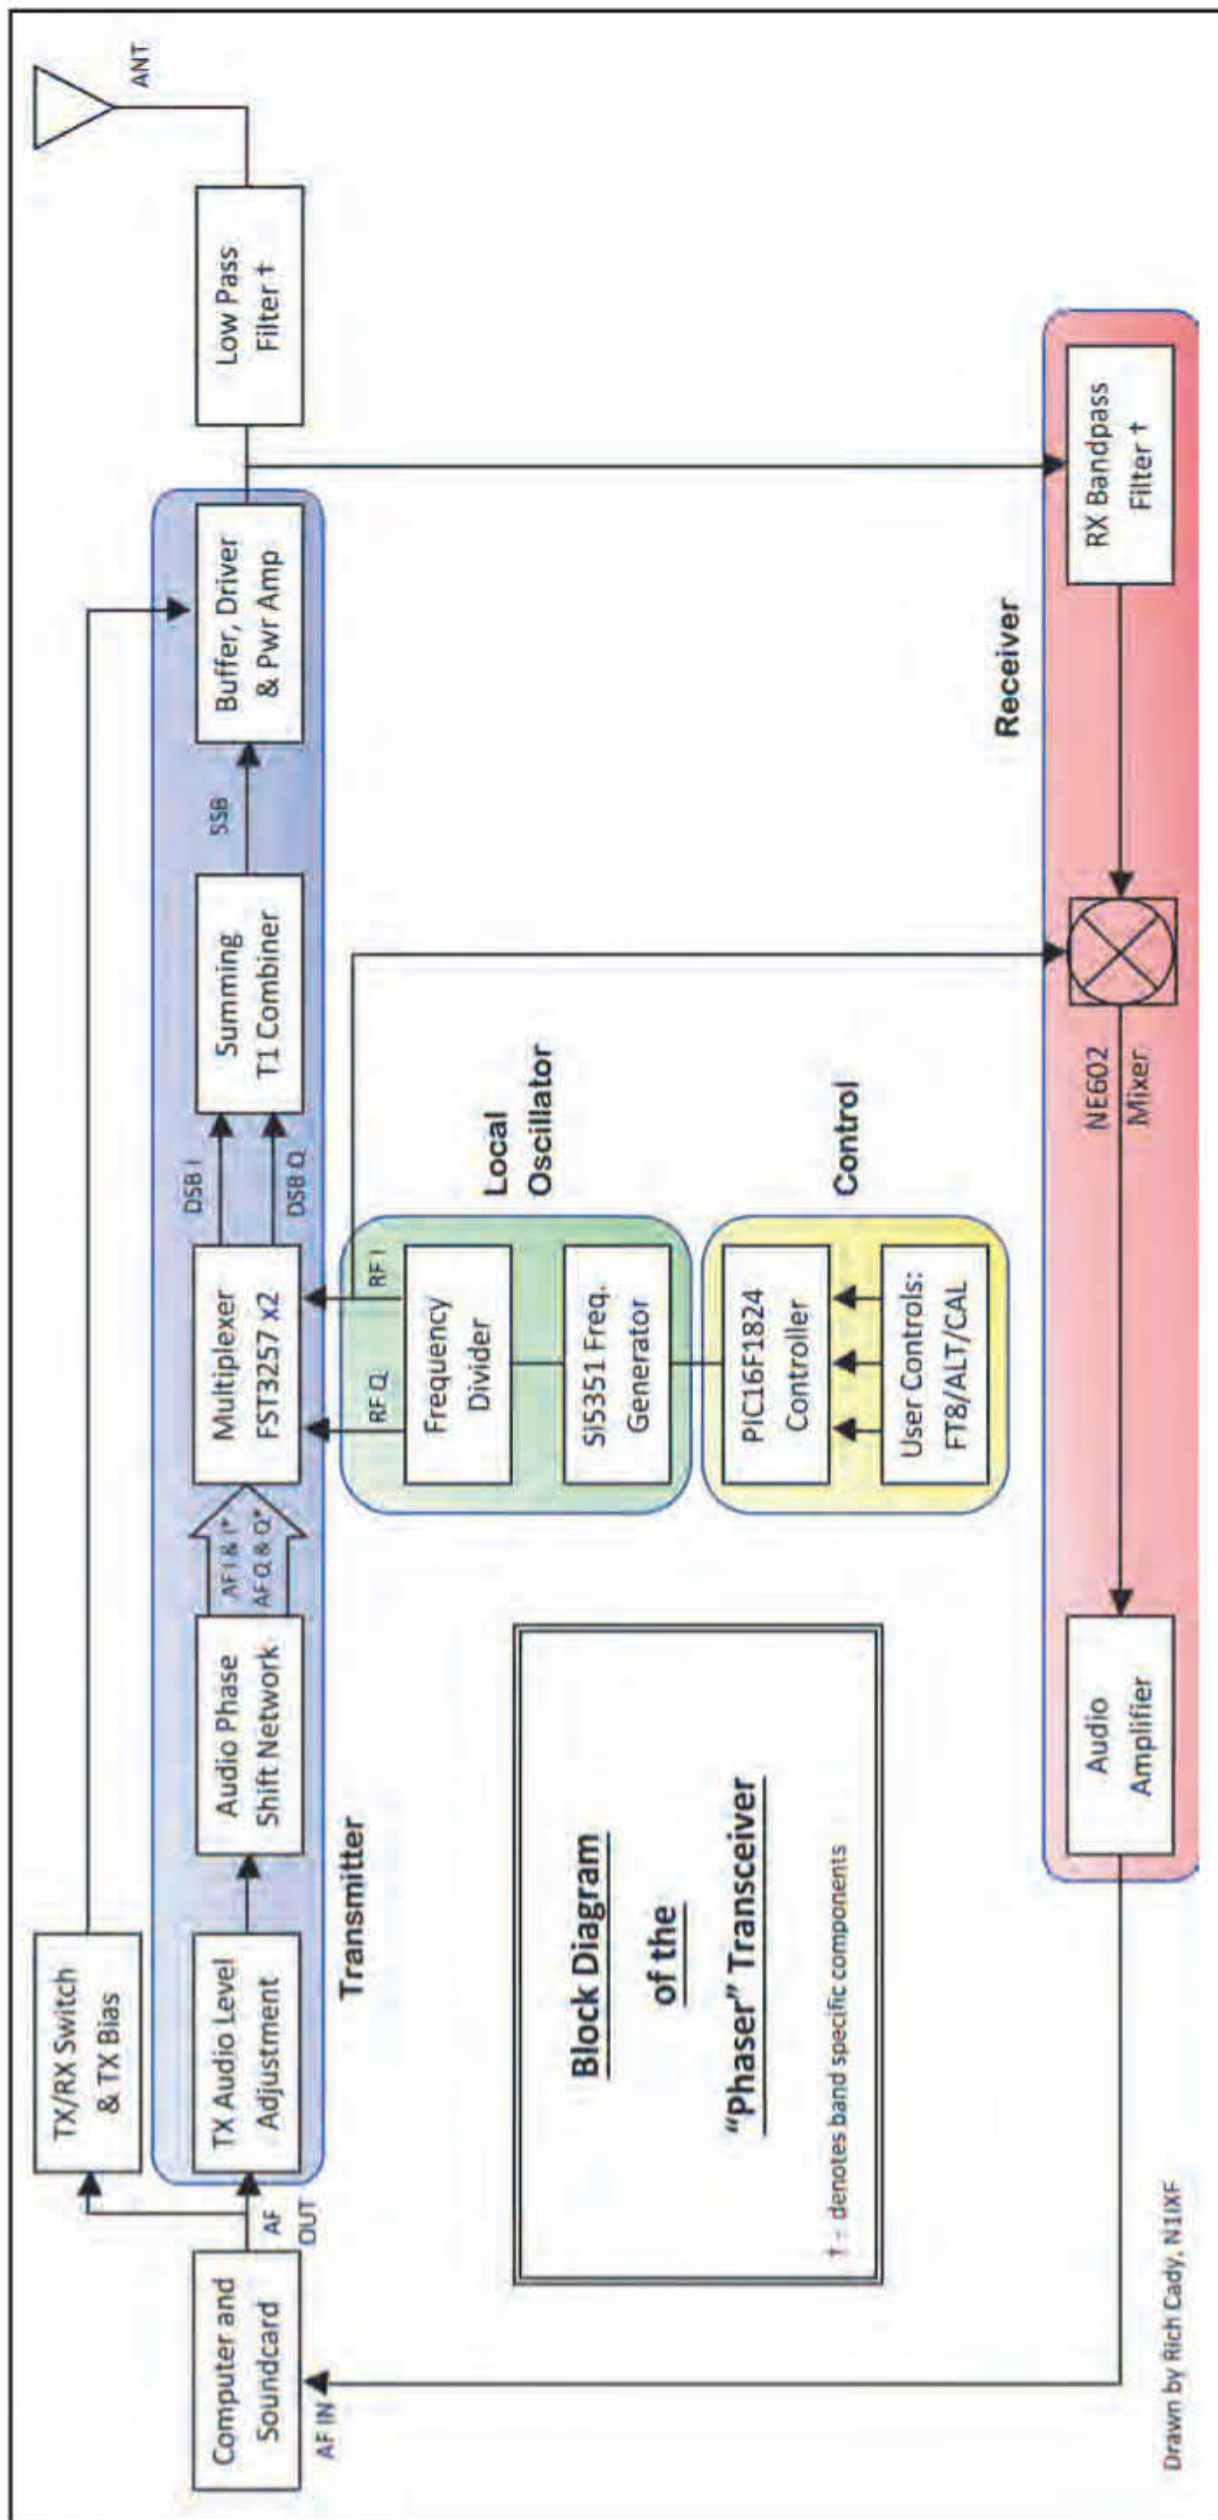 TX/RX Switch
& TX Bias
ANT
Computer and
Soundcard
AF
OUT
AF IN
TX Audio Level
Adjustment
Audio Phase
Shift Network
AF I & I*
AF Q & Q*
Multiplexer
FST3257 x2
DSB I
DSB Q
Summing
T1 Combiner
SSB
Buffer, Driver
& Pwr Amp
Low Pass
Filter †
Transmitter
RF Q
RF I
Frequency
Divider
Si5351 Freq.
Generator
Local
Oscillator
PIC16F1824
Controller
User Controls:
FT8/ALT/CAL
Control
Block Diagram
of the
“Phaser” Transceiver
† - denotes band specific components
Receiver
Audio
Amplifier
NE602
Mixer
RX Bandpass
Filter †
Drawn by Rich Cady, N1IXF